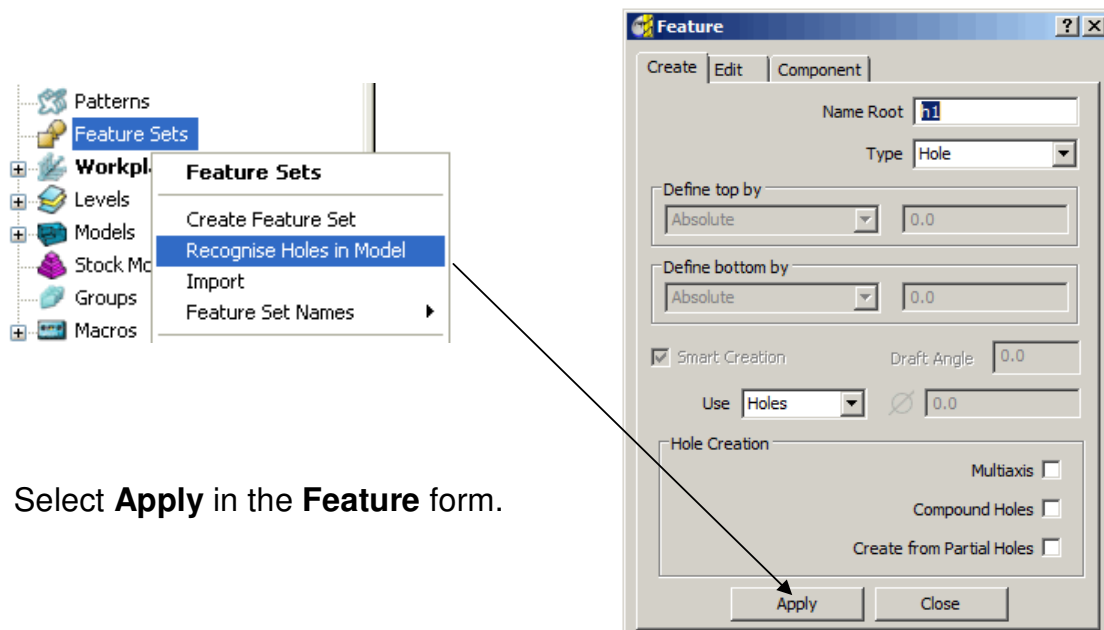 Patterns
Feature Sets
Workpl
Levels
Models
Stock Mo
Groups
Macros
Feature Sets
Create Feature Set
Recognise Holes in Model
Import
Feature Set Names
Select Apply in the Feature form.
Feature
Create Edit Component
Name Root h1
Type Hole
Define top by
Absolute 0.0
Define bottom by
Absolute 0.0
Smart Creation Draft Angle 0.0
Use Holes Ø 0.0
Hole Creation
Multiaxis
Compound Holes
Create from Partial Holes
Apply Close